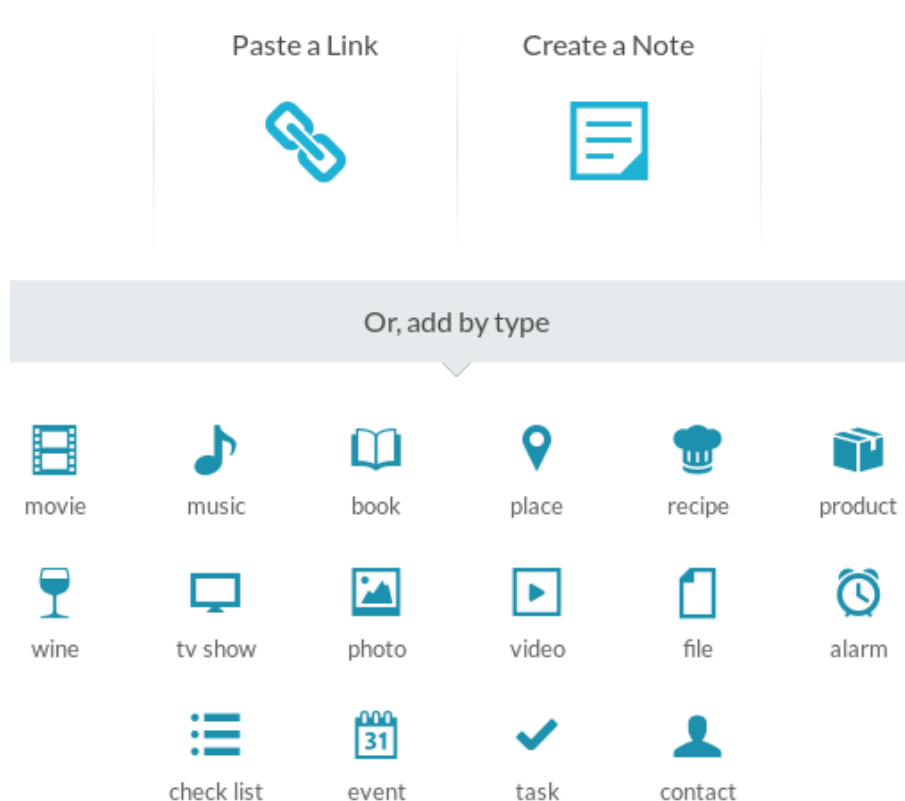 Paste a Link
Create a Note
Or, add by type
movie
music
book
place
recipe
product
wine
tv show
photo
video
file
alarm
31
check list
event
task
contact